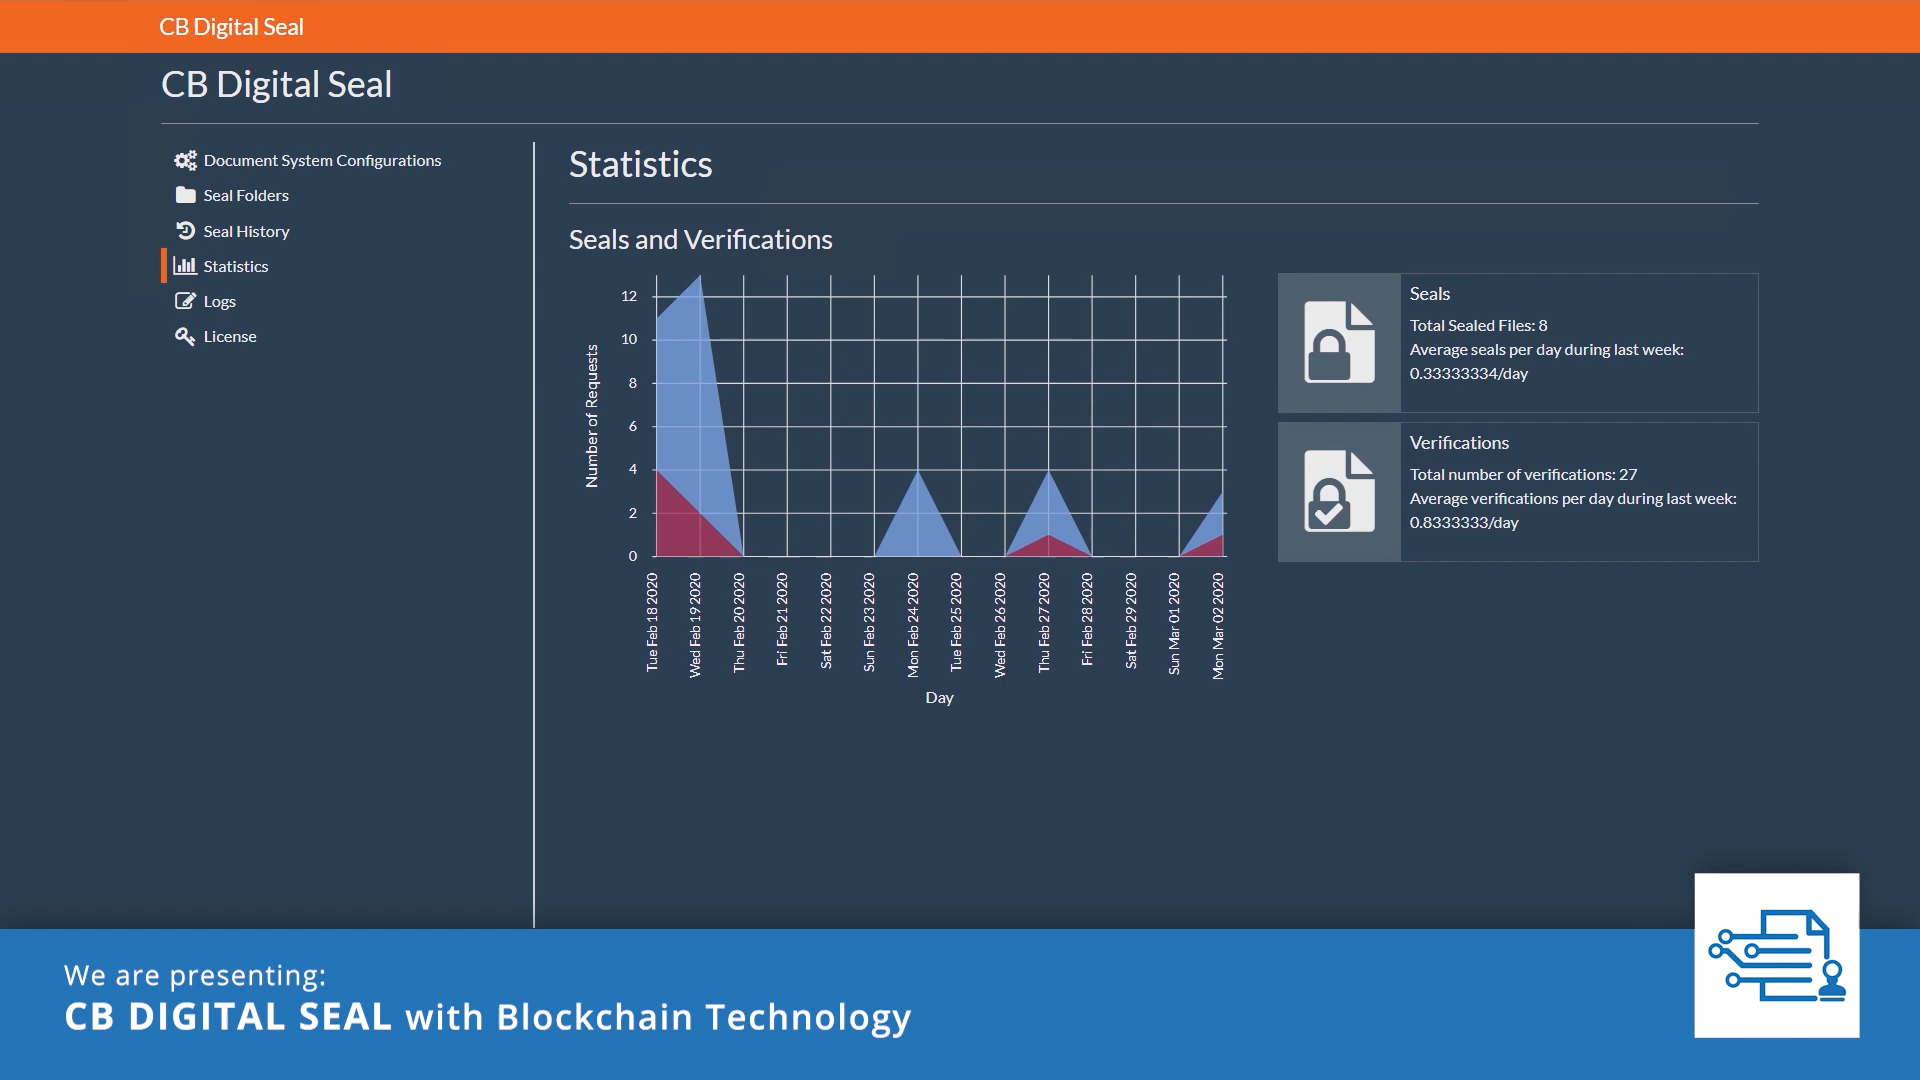 CB Digital Seal
CB Digital Seal
Document System Configurations
Seal Folders
Seal History
Statistics
Logs
License
Statistics
Seals and Verifications
Number of Requests
12
10
8
6
4
2
0
Tue Feb 18 2020
Wed Feb 19 2020
Thu Feb 20 2020
Fri Feb 21 2020
Sat Feb 22 2020
Sun Feb 23 2020
Mon Feb 24 2020
Tue Feb 25 2020
Wed Feb 26 2020
Thu Feb 27 2020
Fri Feb 28 2020
Sat Feb 29 2020
Sun Mar 01 2020
Mon Mar 02 2020
Day
Seals
Total Sealed Files: 8
Average seals per day during last week:
0.33333334/day
Verifications
Total number of verifications: 27
Average verifications per day during last week:
0.8333333/day
We are presenting:
CB DIGITAL SEAL with Blockchain Technology